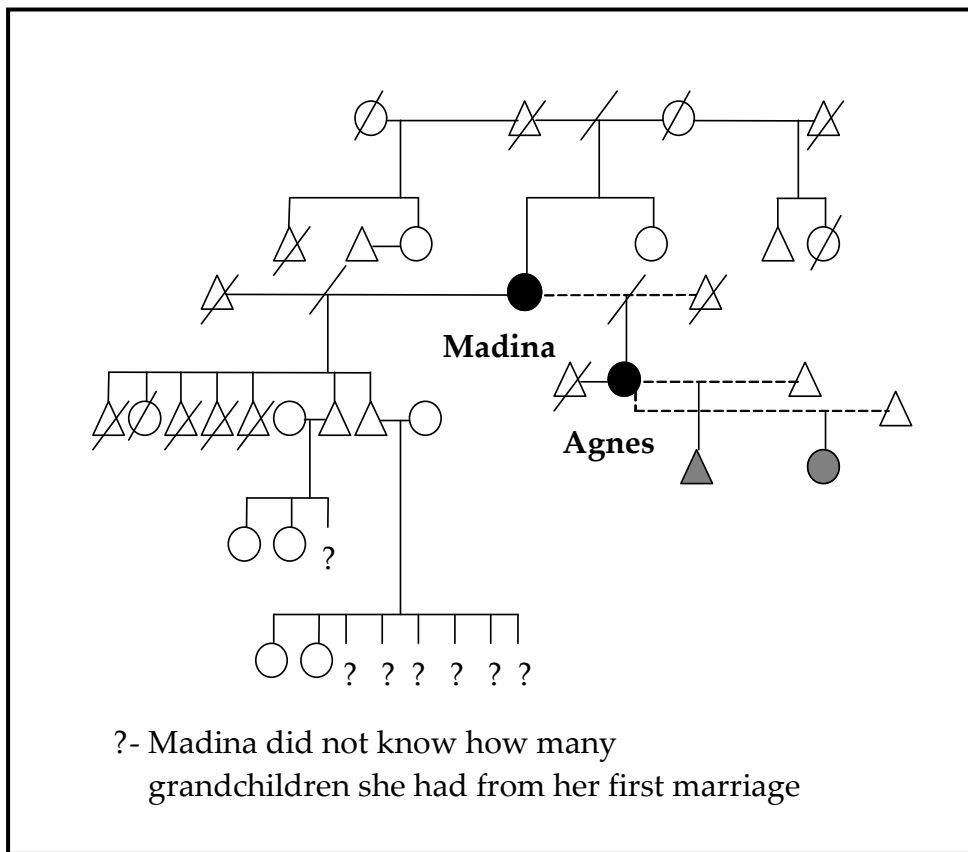 Madina
Agnes
?
? ? ? ? ? ?
?- Madina did not know how many
grandchildren she had from her first marriage